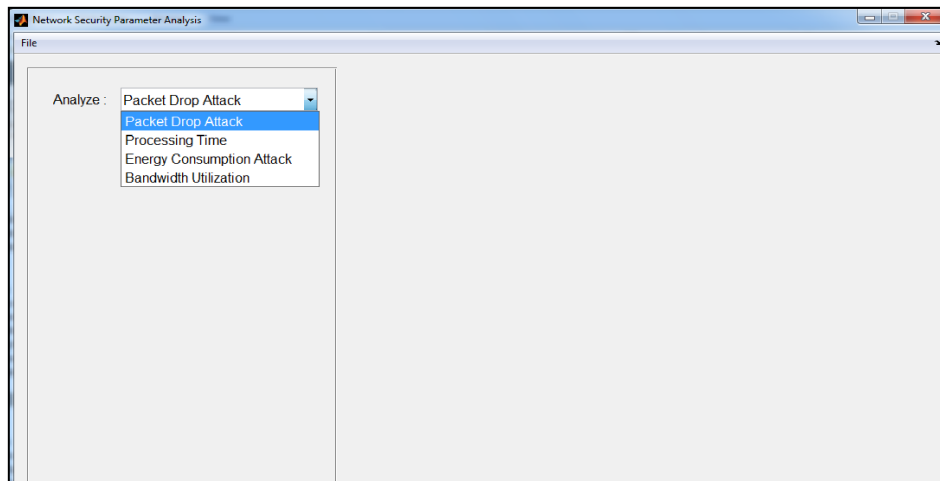 Network Security Parameter Analysis
File
Analyze : Packet Drop Attack
Packet Drop Attack
Processing Time
Energy Consumption Attack
Bandwidth Utilization